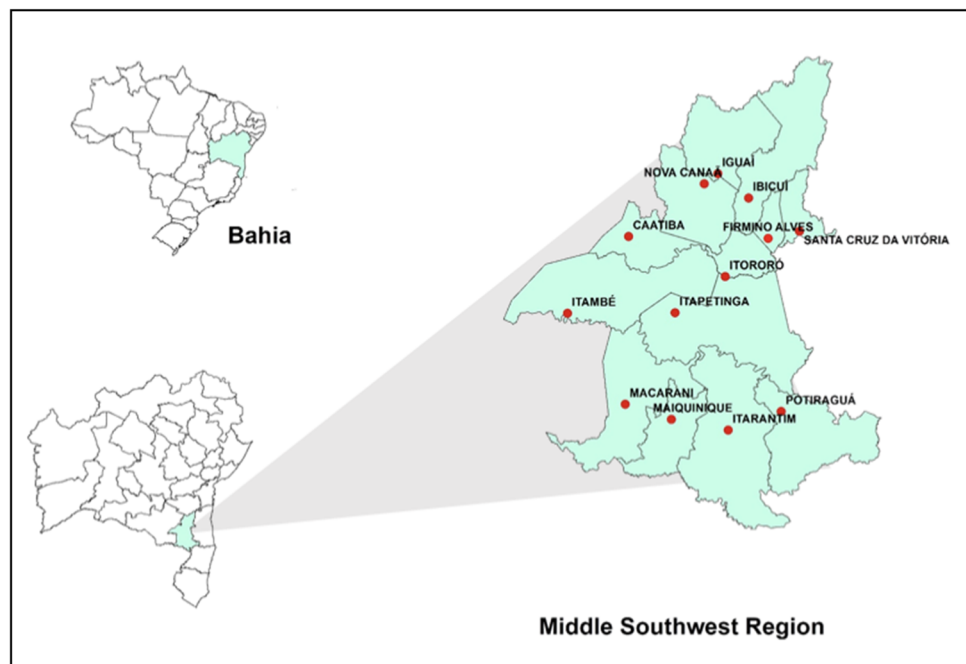 Bahia
IGUAÍ
NOVA CANAÃ
IBICUÍ
CAATIBA
FIRMINO ALVES
SANTA CRUZ DA VITÓRIA
ITORORÓ
ITAMBÉ
ITAPETINGA
MACARANI
MAIQUINIQUE
POTIRAGUÁ
ITARANTIM
Middle Southwest Region